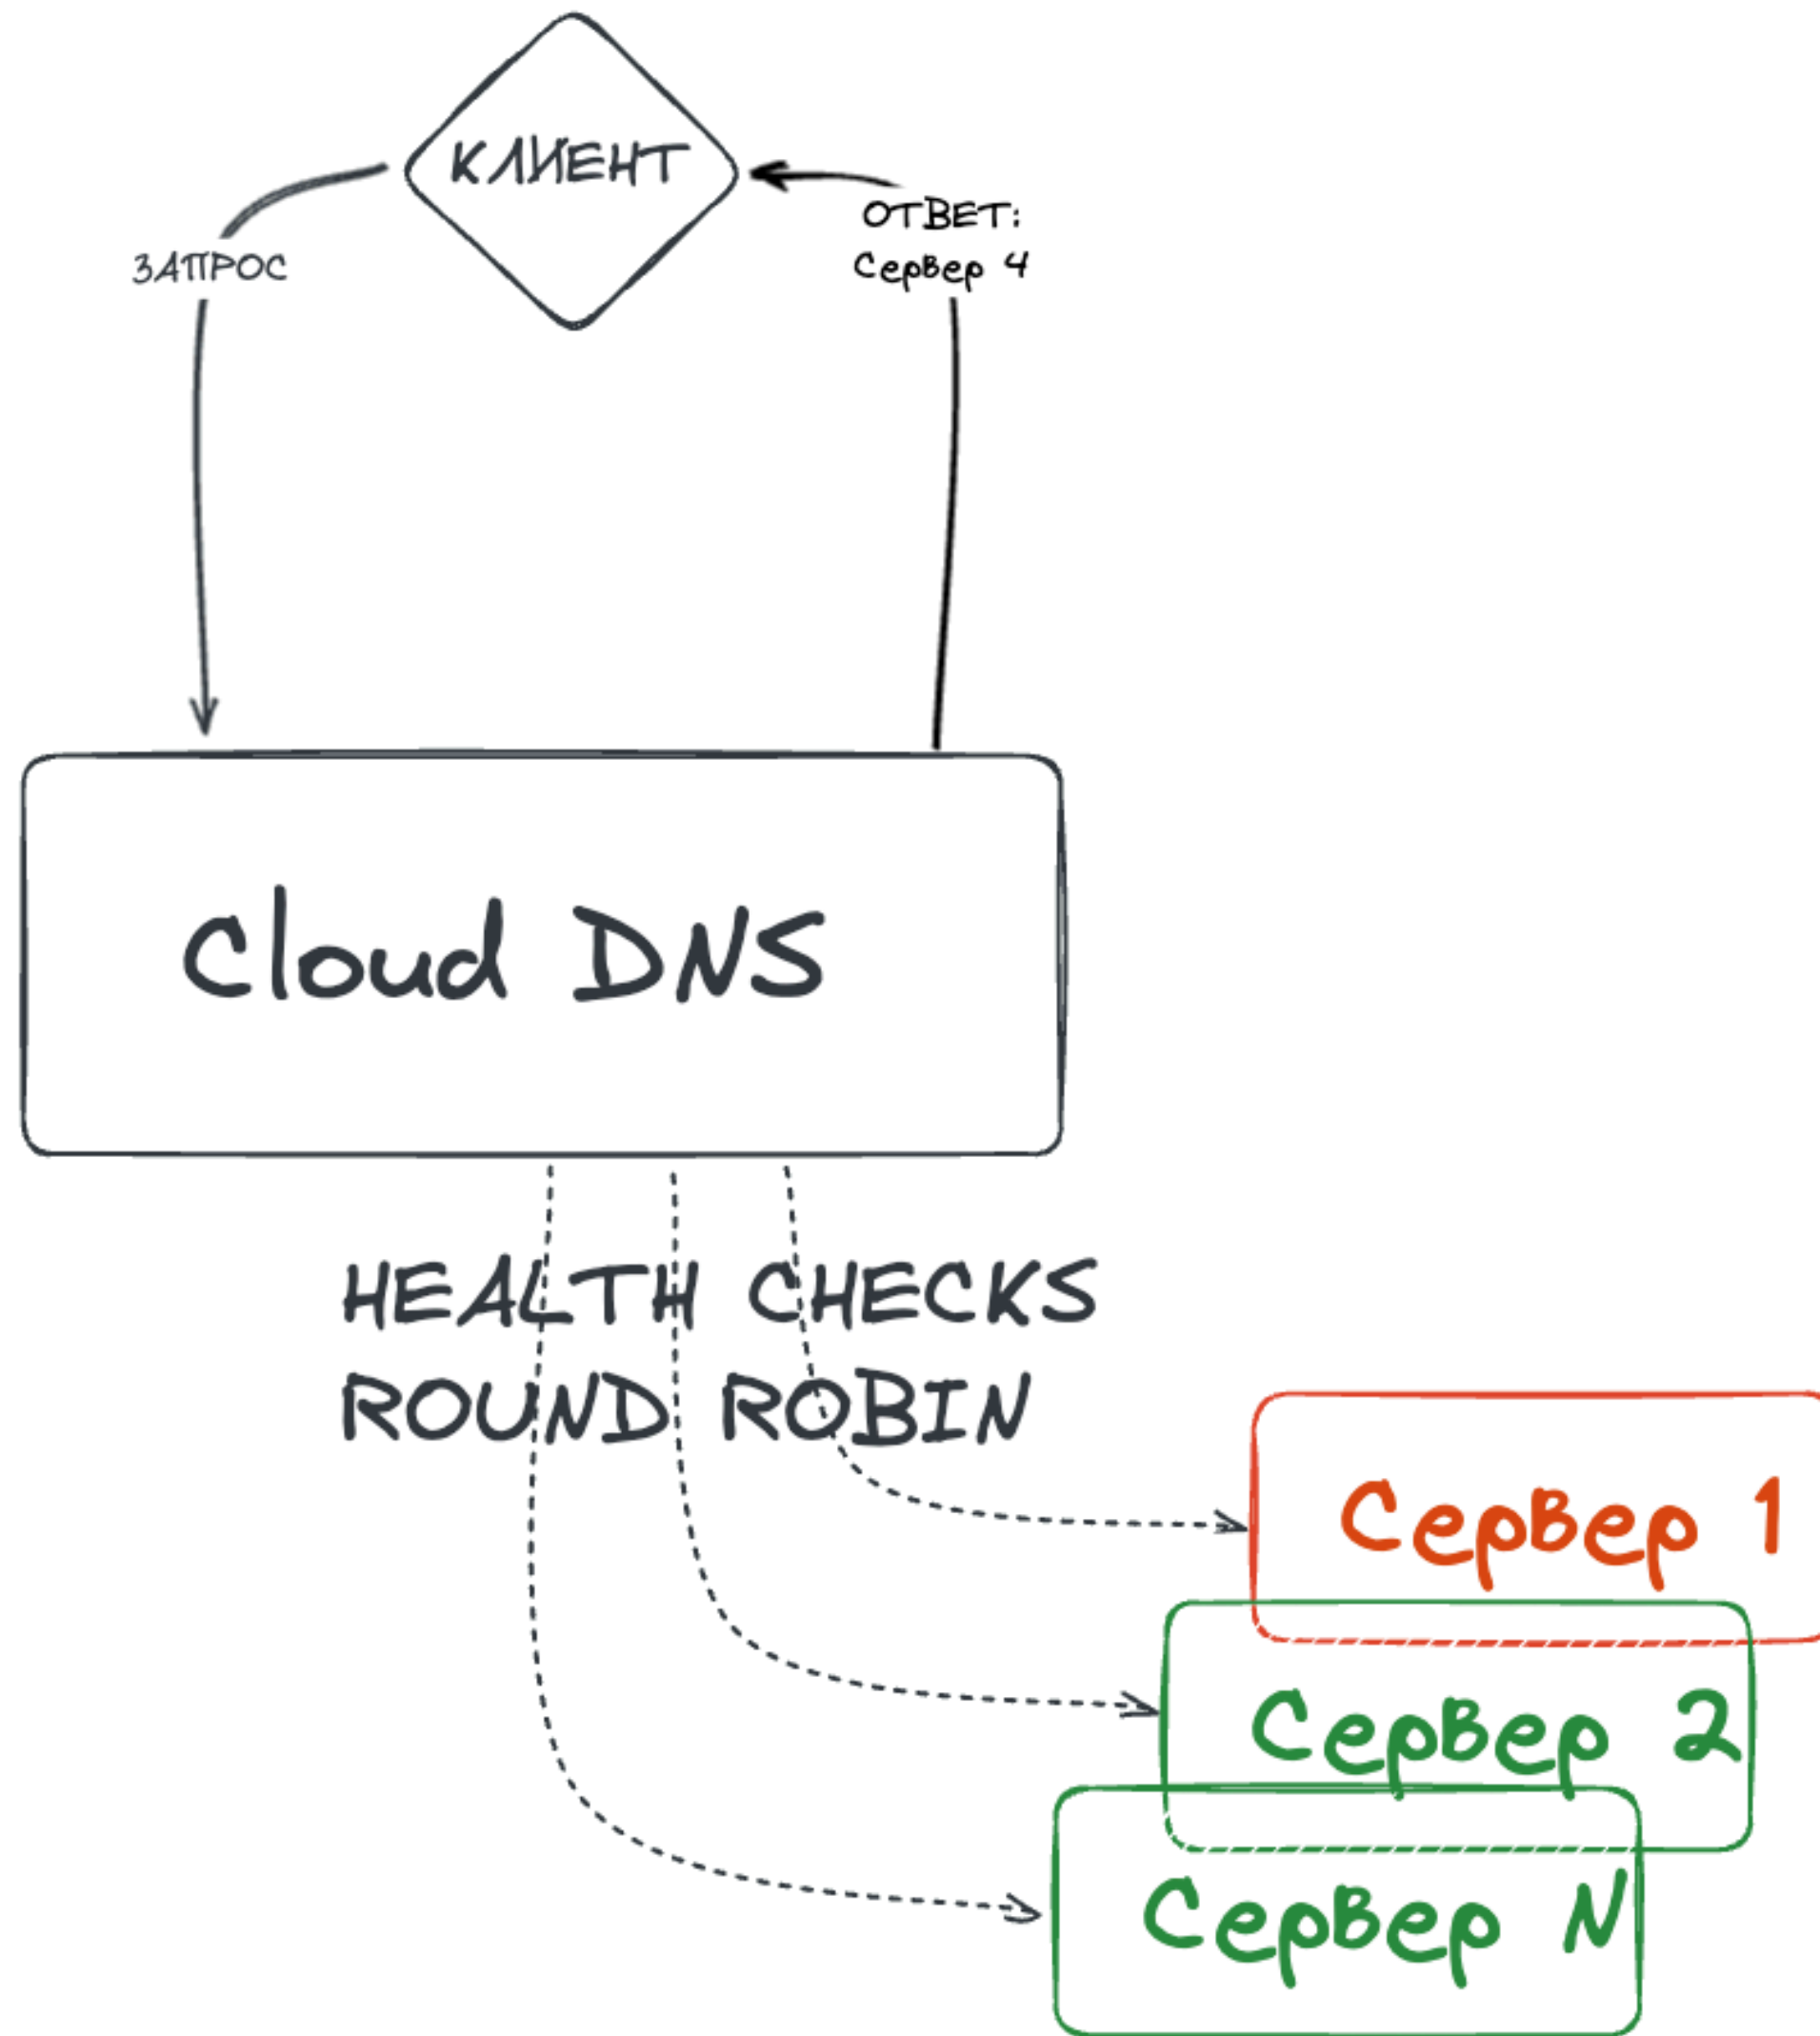 КЛИЕНТ
ЗАПРОС
ОТВЕТ:
Сервер 4
Cloud DNS
HEALTH CHECKS
ROUND ROBIN
Сервер 1
Сервер 2
Сервер N